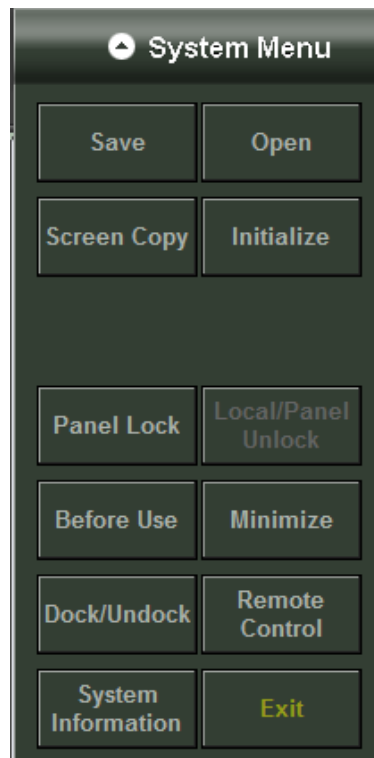 System Menu
Save
Open
Screen Copy
Initialize
Panel Lock
Local/Panel
Unlock
Before Use
Minimize
Dock/Undock
Remote
Control
System
Information
Exit